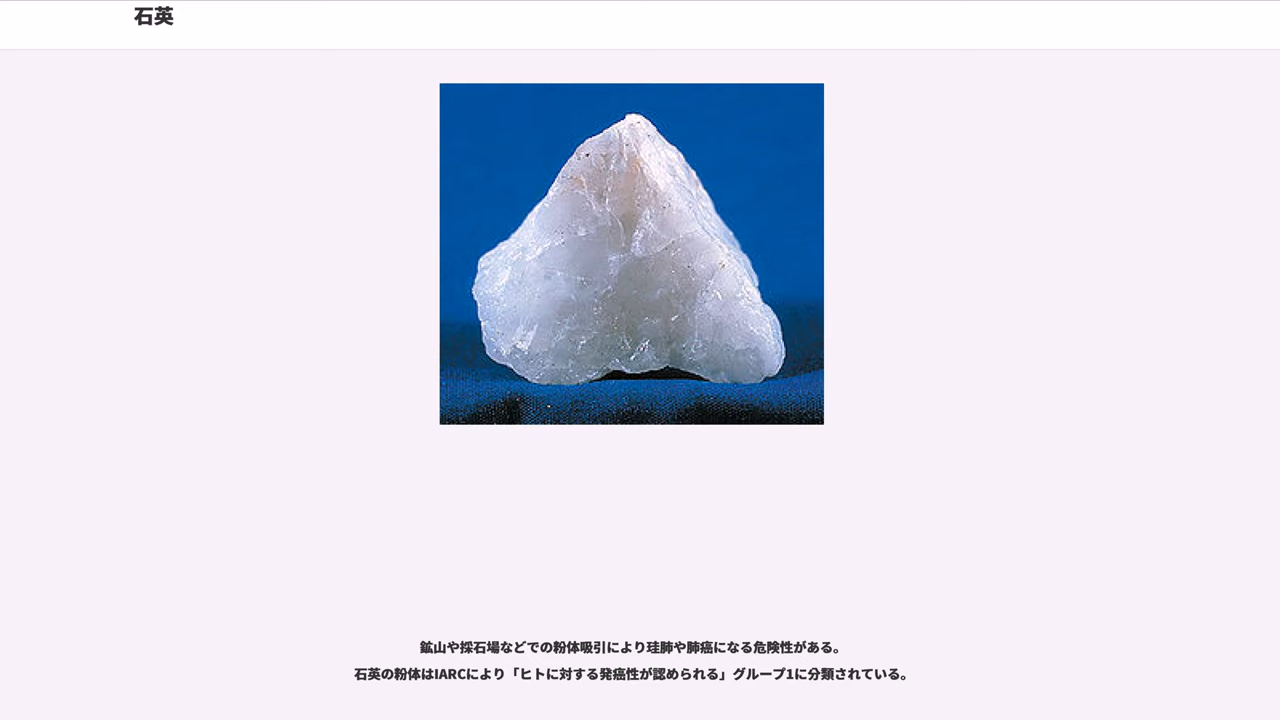 石英
鉱山や採石場などでの粉体吸引により珪肺や肺癌になる危険性がある。
石英の粉体はIARCにより「ヒトに対する発癌性が認められる」グループ1に分類されている。